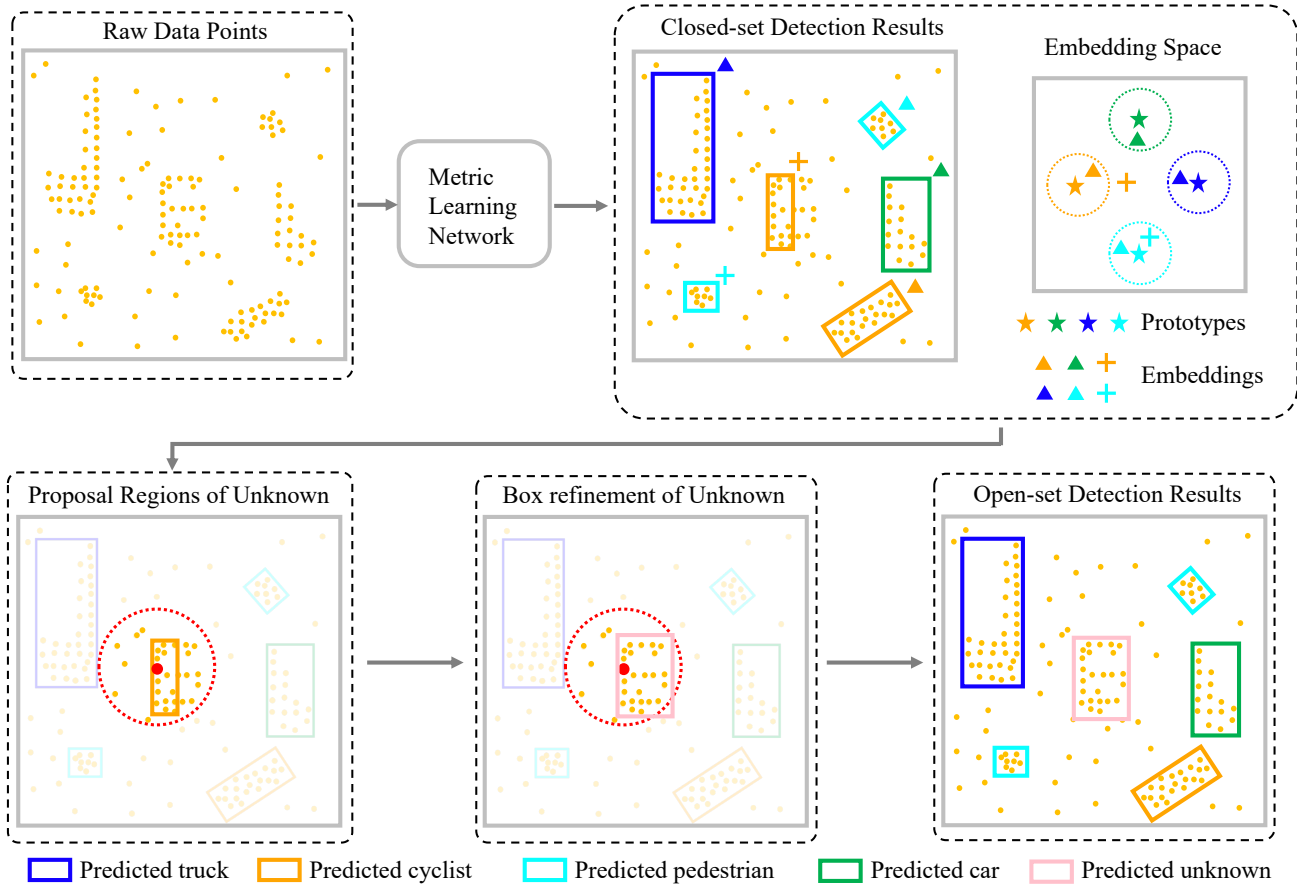 Raw Data Points
Closed-set Detection Results
Embedding Space
Metric
Learning
Network
Prototypes
Embeddings
Proposal Regions of Unknown
Box refinement of Unknown
Open-set Detection Results
Predicted truck
Predicted cyclist
Predicted pedestrian
Predicted car
Predicted unknown